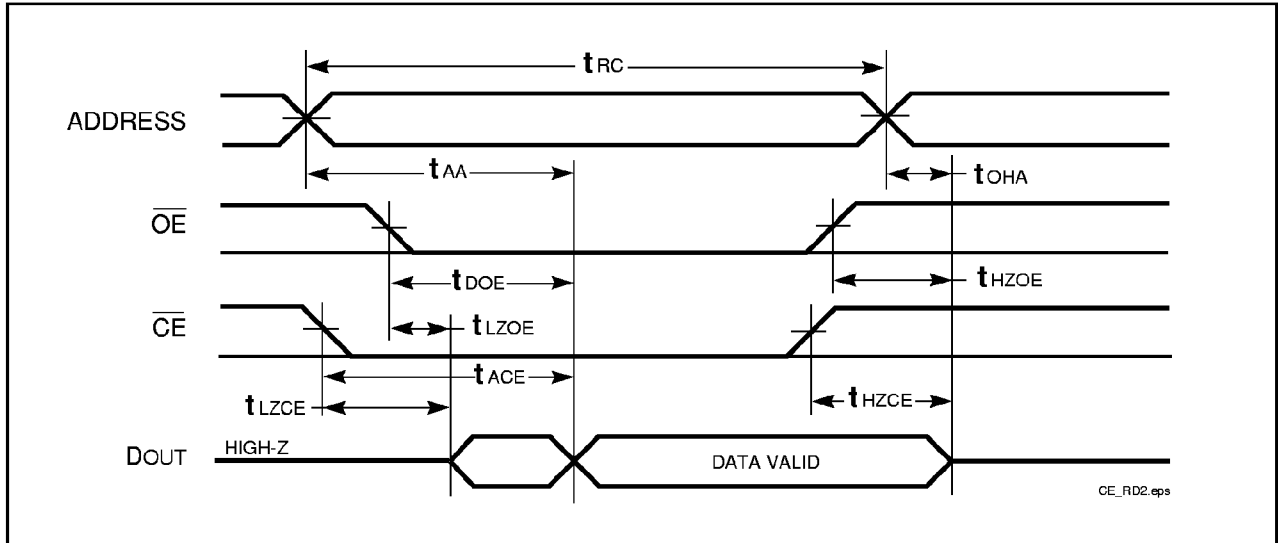 tRC
ADDRESS
tAA
tOHA
OE
tDOE
tHZOE
CE
tLZOE
tACE
tLZCE
tHZCE
DOUT
HIGH-Z
DATA VALID
CE_RD2.eps